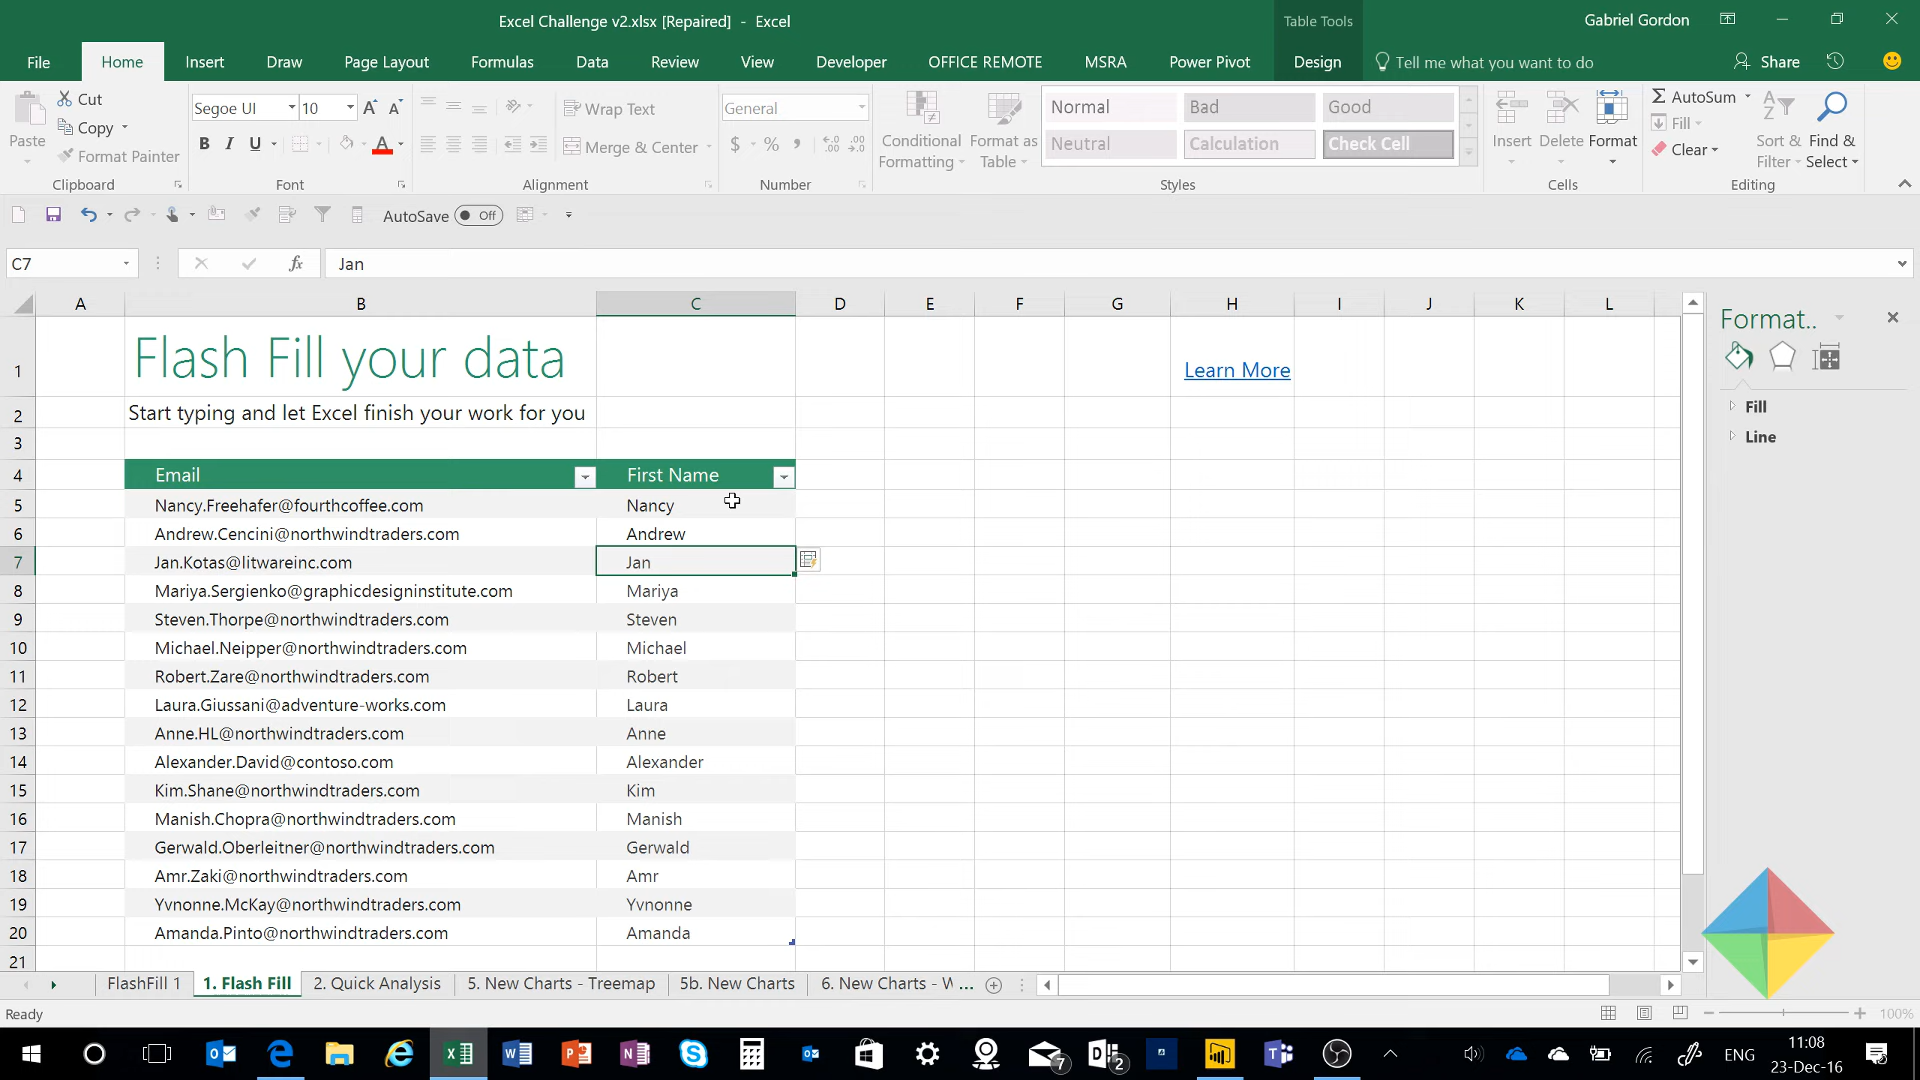 Excel Challenge v2.xlsx [Repaired] - Excel
Table Tools
Gabriel Gordon
File Home Insert Draw Page Layout Formulas Data Review View Developer OFFICE REMOTE MSRA Power Pivot Design Tell me what you want to do Share
Paste
Cut
Copy
Format Painter
Clipboard
Segoe UI 10
B I U A
Font
Wrap Text
Merge & Center
Alignment
General
$ % ,
Number
Conditional Formatting
Format as Table
Normal Bad Good
Neutral Calculation Check Cell
Styles
Insert Delete Format
Cells
AutoSum
Fill
Clear
Sort & Filter
Find & Select
Editing
AutoSave Off
C7 fx Jan
A B C D E F G H I J K L
1 Flash Fill your data Learn More
2 Start typing and let Excel finish your work for you
3
4 Email First Name
5 Nancy.Freehafer@fourthcoffee.com Nancy
6 Andrew.Cencini@northwindtraders.com Andrew
7 Jan.Kotas@litwareinc.com Jan
8 Mariya.Sergienko@graphicdesigninstitute.com Mariya
9 Steven.Thorpe@northwindtraders.com Steven
10 Michael.Neipper@northwindtraders.com Michael
11 Robert.Zare@northwindtraders.com Robert
12 Laura.Giussani@adventure-works.com Laura
13 Anne.HL@northwindtraders.com Anne
14 Alexander.David@contoso.com Alexander
15 Kim.Shane@northwindtraders.com Kim
16 Manish.Chopra@northwindtraders.com Manish
17 Gerwald.Oberleitner@northwindtraders.com Gerwald
18 Amr.Zaki@northwindtraders.com Amr
19 Yvnonne.McKay@northwindtraders.com Yvnonne
20 Amanda.Pinto@northwindtraders.com Amanda
21
Format..
Fill
Line
FlashFill 1 1. Flash Fill 2. Quick Analysis 5. New Charts - Treemap 5b. New Charts 6. New Charts - W ...
Ready
100%
7
2
ENG
11:08
23-Dec-16